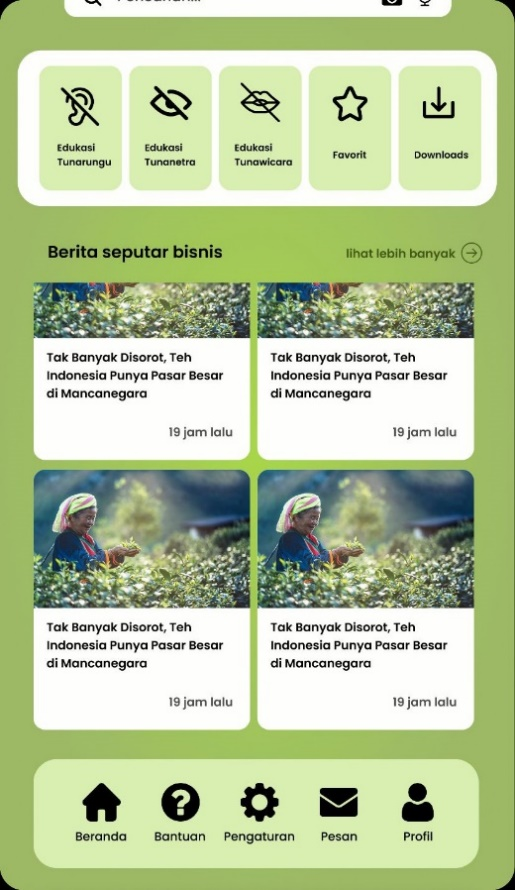 Edukasi
Tunarungu
Edukasi
Tunanetra
Edukasi
Tunawicara
Favorit
Downloads
Berita seputar bisnis
lihat lebih banyak
Tak Banyak Disorot, Teh
Indonesia Punya Pasar Besar
di Mancanegara
19 jam lalu
Tak Banyak Disorot, Teh
Indonesia Punya Pasar Besar
di Mancanegara
19 jam lalu
Tak Banyak Disorot, Teh
Indonesia Punya Pasar Besar
di Mancanegara
19 jam lalu
Tak Banyak Disorot, Teh
Indonesia Punya Pasar Besar
di Mancanegara
19 jam lalu
Beranda
Bantuan
Pengaturan
Pesan
Profil